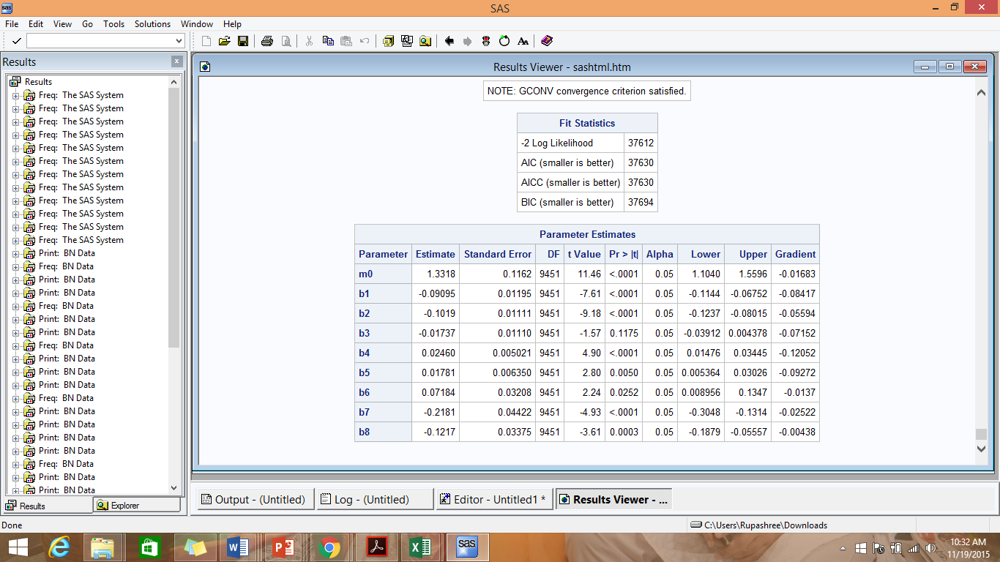 SAS
File Edit View Go Tools Solutions Window Help
Results
Results Viewer - sashtml.htm
Results
Freq: The SAS System
Freq: The SAS System
Freq: The SAS System
Freq: The SAS System
Freq: The SAS System
Freq: The SAS System
Freq: The SAS System
Freq: The SAS System
Freq: The SAS System
Freq: The SAS System
Freq: The SAS System
Freq: The SAS System
Print: BN Data
Freq: BN Data
Print: BN Data
Print: BN Data
Freq: BN Data
Print: BN Data
Print: BN Data
Freq: BN Data
Print: BN Data
Print: BN Data
Print: BN Data
Freq: BN Data
Print: BN Data
Print: BN Data
Print: BN Data
Print: BN Data
Freq: BN Data
Print: BN Data
Print: BN Data
Results Explorer
NOTE: GCONV convergence criterion satisfied.
Fit Statistics
-2 Log Likelihood 37612
AIC (smaller is better) 37630
AICC (smaller is better) 37630
BIC (smaller is better) 37694
Parameter Estimates
Parameter Estimate Standard Error DF t Value Pr > |t| Alpha Lower Upper Gradient
m0 1.3318 0.1162 9451 11.46 <.0001 0.05 1.1040 1.5596 -0.01683
b1 -0.09095 0.01195 9451 -7.61 <.0001 0.05 -0.1144 -0.06752 -0.08417
b2 -0.1019 0.01111 9451 -9.18 <.0001 0.05 -0.1237 -0.08015 -0.05594
b3 -0.01737 0.01110 9451 -1.57 0.1175 0.05 -0.03912 0.004378 -0.07152
b4 0.02460 0.005021 9451 4.90 <.0001 0.05 0.01476 0.03445 -0.12052
b5 0.01781 0.006350 9451 2.80 0.0050 0.05 0.005364 0.03026 -0.09272
b6 0.07184 0.03208 9451 2.24 0.0252 0.05 0.008956 0.1347 -0.0137
b7 -0.2181 0.04422 9451 -4.93 <.0001 0.05 -0.3048 -0.1314 -0.02522
b8 -0.1217 0.03375 9451 -3.61 0.0003 0.05 -0.1879 -0.05557 -0.00438
Output - (Untitled) Log - (Untitled) Editor - Untitled1 * Results Viewer - ...
Done
C:\Users\Rupashree\Downloads
sas
10:32 AM
11/19/2015